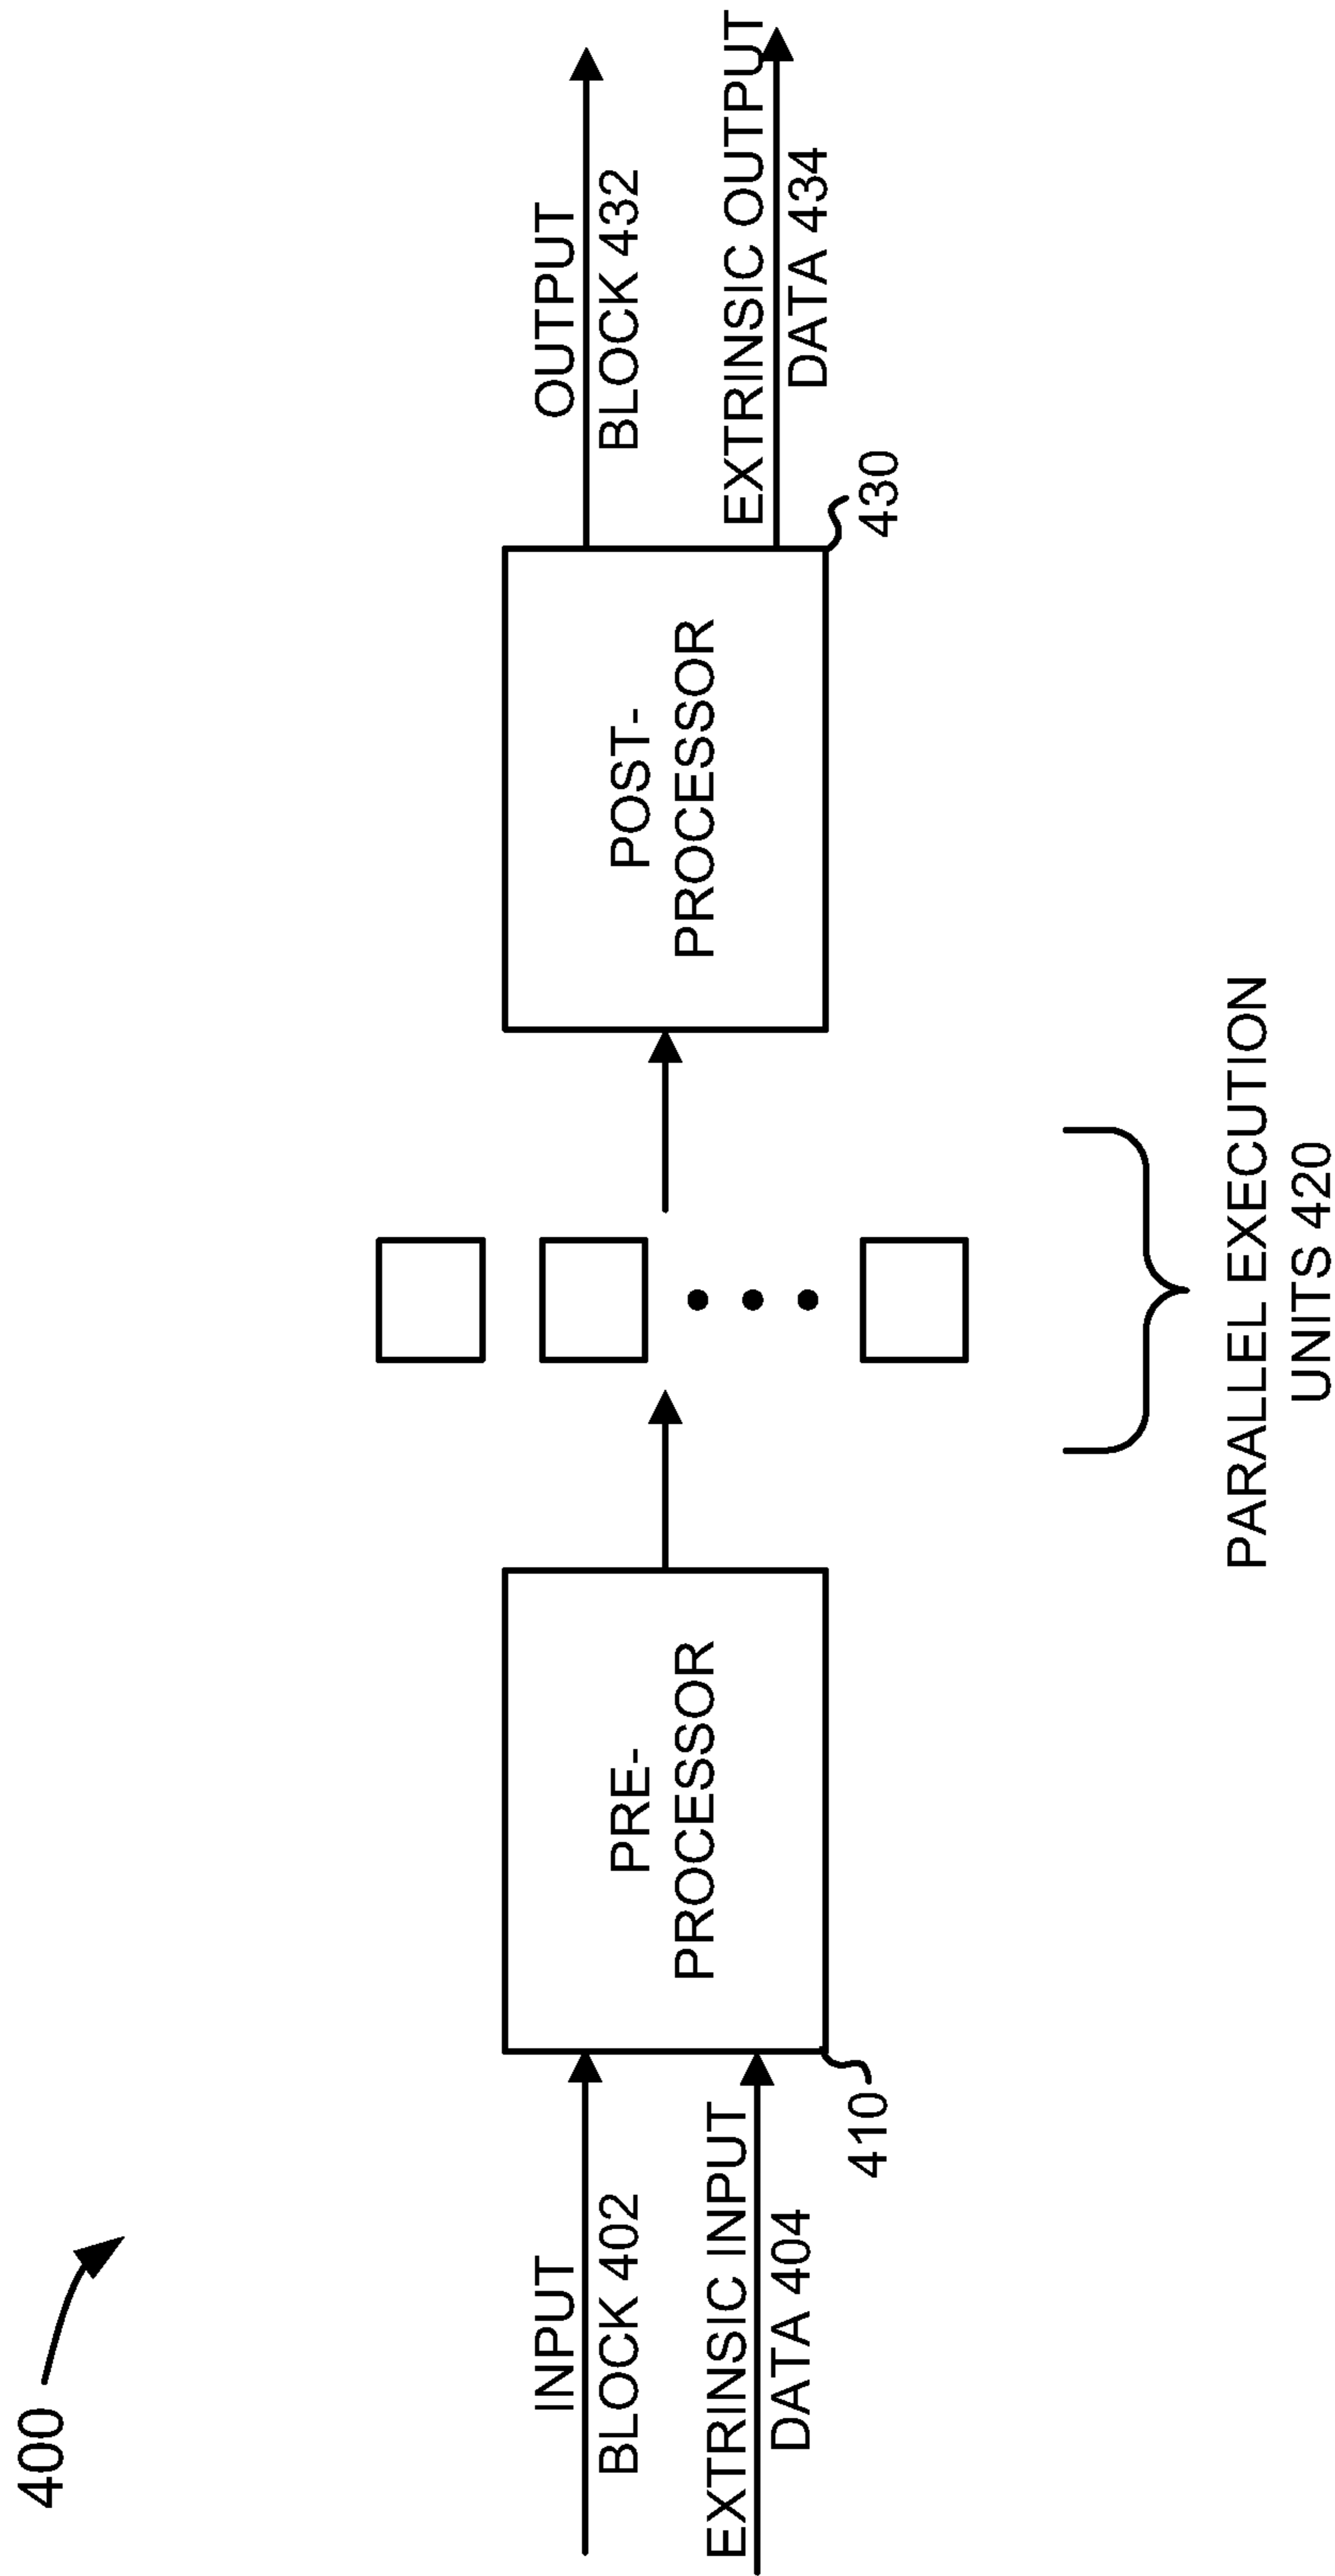 400
INPUT
BLOCK 402
EXTRINSIC INPUT
DATA 404
410
PRE-
PROCESSOR
PARALLEL EXECUTION
UNITS 420
POST-
PROCESSOR
430
OUTPUT
BLOCK 432
EXTRINSIC OUTPUT
DATA 434